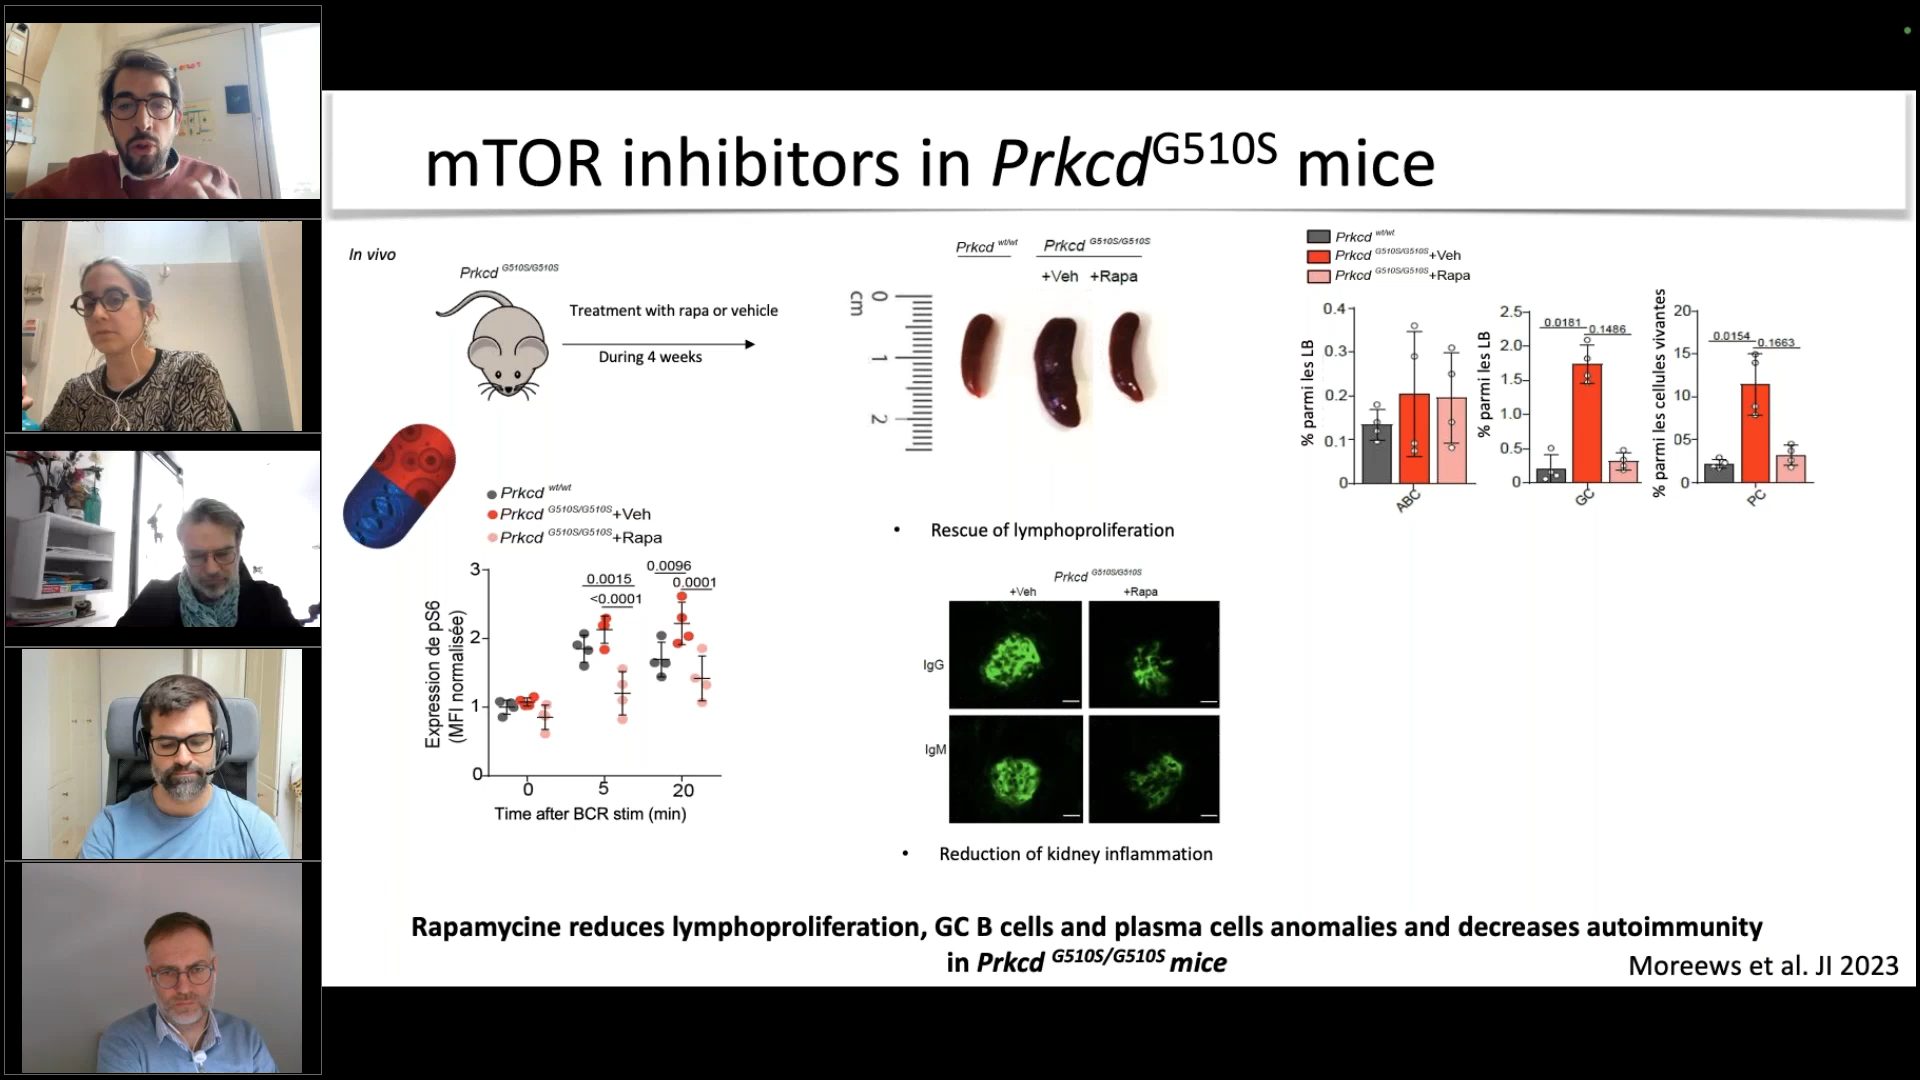 mTOR inhibitors in Prkcd G510S mice
In vivo
Prkcd G510S/G510S
Treatment with rapa or vehicle
During 4 weeks
Prkcd wt/wt
Prkcd G510S/G510S +Veh
Prkcd G510S/G510S +Rapa
Expression de pS6
(MFI normalisée)
3
2
1
0
0.0015
<0.0001
0.0096
0.0001
0 5 20
Time after BCR stim (min)
Prkcd wt/wt
Prkcd G510S/G510S
+Veh +Rapa
cm
0
1
2
• Rescue of lymphoproliferation
Prkcd G510S/G510S
+Veh +Rapa
IgG
IgM
• Reduction of kidney inflammation
Prkcd wt/wt
Prkcd G510S/G510S +Veh
Prkcd G510S/G510S +Rapa
% parmi les LB
0.4
0.3
0.2
0.1
0
ABC
% parmi les LB
2.5
2.0
1.5
1.0
0.5
0
0.0181
0.1486
GC
% parmi les cellules vivantes
20
15
10
05
0
0.0154
0.1663
PC
Rapamycine reduces lymphoproliferation, GC B cells and plasma cells anomalies and decreases autoimmunity
in Prkcd G510S/G510S mice
Moreews et al. JI 2023